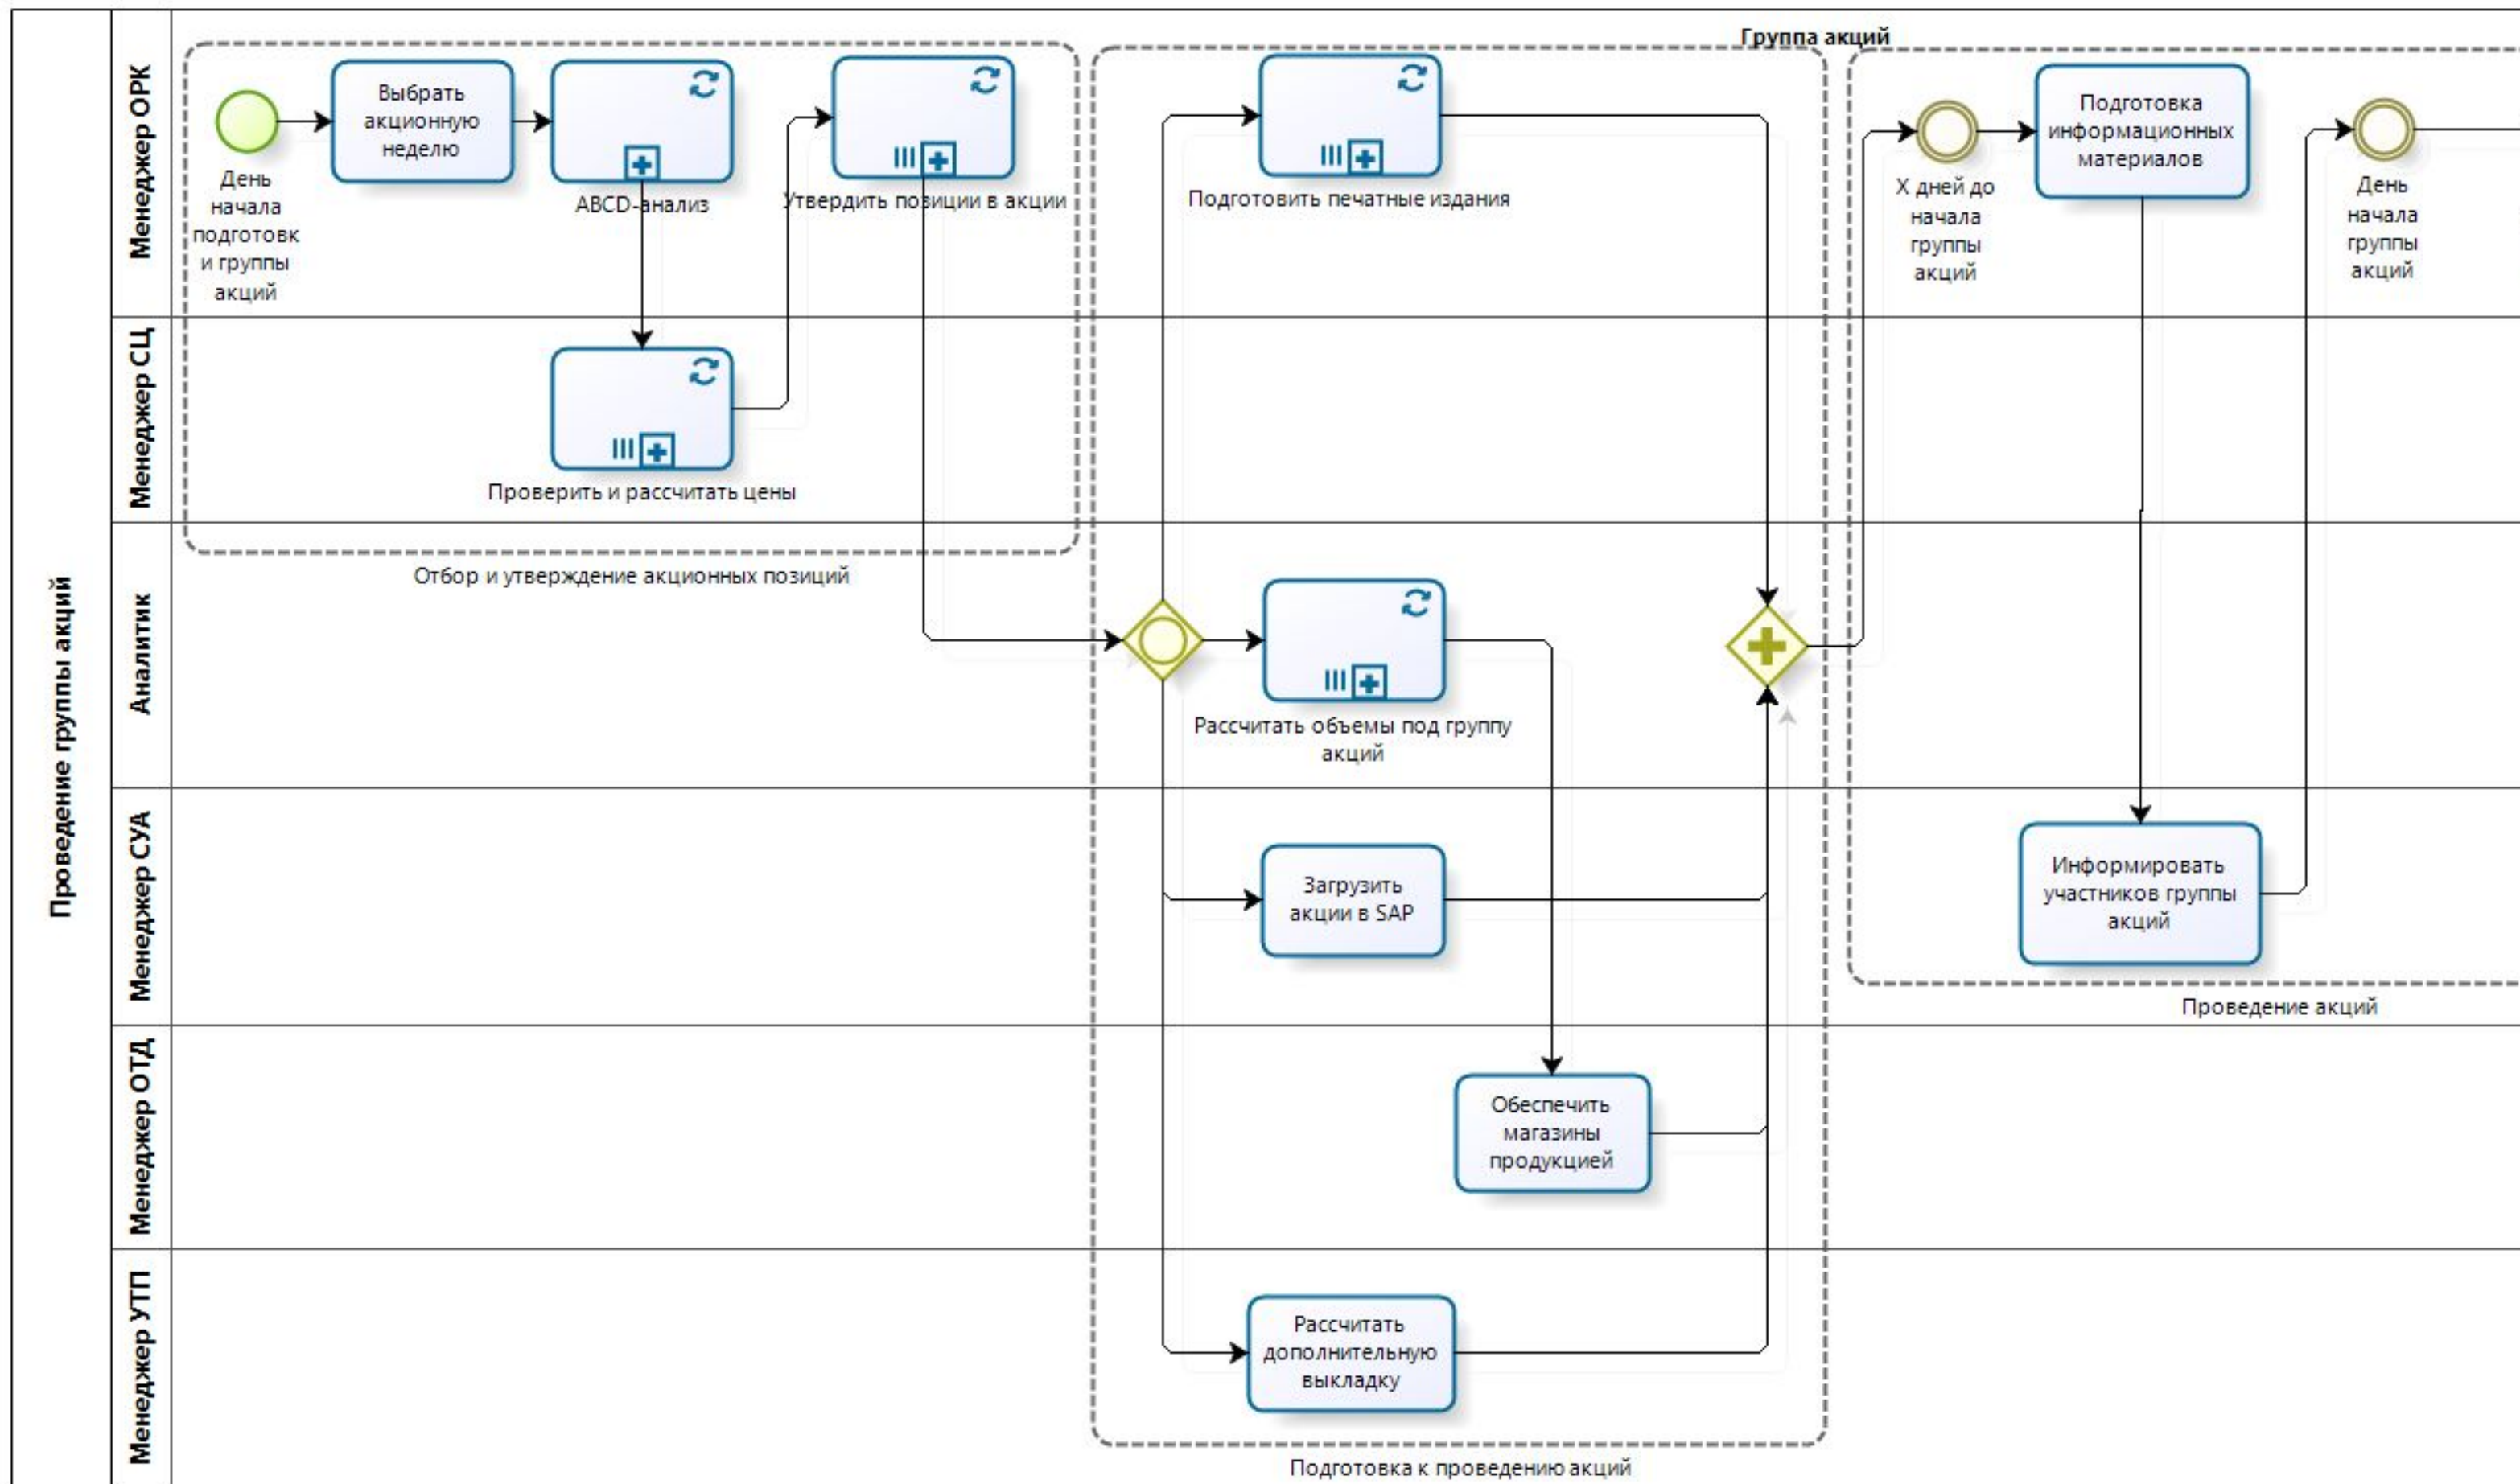 Группа акций
Проведение группы акций
Менеджер ОРК
День
начала
подготовк
и группы
акций
Выбрать
акционную
неделю
ABCD-анализ
Утвердить позиции в акции
Подготовить печатные издания
X дней до
начала
группы
акций
Подготовка
информационных
материалов
День
начала
группы
акций
Менеджер СЦ
Проверить и рассчитать цены
Отбор и утверждение акционных позиций
Аналитик
Рассчитать объемы под группу
акций
Менеджер СУА
Загрузить
акции в SAP
Информировать
участников группы
акций
Проведение акций
Менеджер ОТД
Обеспечить
магазины
продукцией
Менеджер УТП
Рассчитать
дополнительную
выкладку
Подготовка к проведению акций